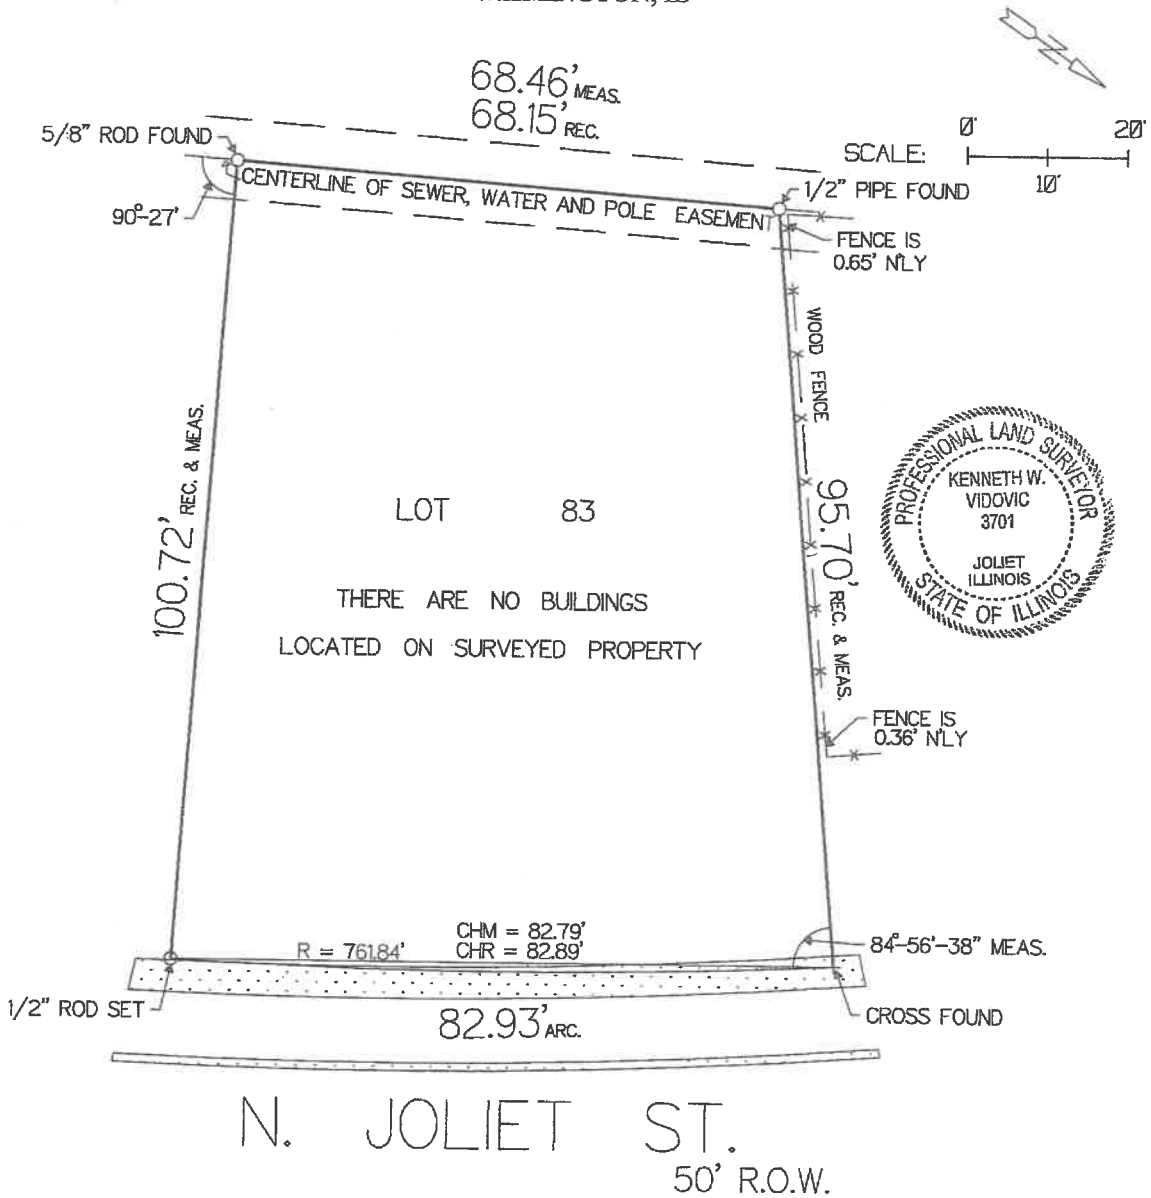 68.46' MEAS.
68.15' REC.
N
5/8" ROD FOUND
SCALE:
0' 20'
10'
1/2" PIPE FOUND
CENTERLINE OF SEWER, WATER AND POLE EASEMENT
90°-27'
FENCE IS
0.65' N'LY
WOOD FENCE
100.72' REC. & MEAS.
95.70' REC. & MEAS.
PROFESSIONAL LAND SURVEYOR
KENNETH W.
VIDOVIC
3701
JOLIET
ILLINOIS
STATE OF ILLINOIS
LOT 83
THERE ARE NO BUILDINGS
LOCATED ON SURVEYED PROPERTY
FENCE IS
0.36' N'LY
CHM = 82.79'
R = 761.84' CHR = 82.89'
84°-56'-38" MEAS.
1/2" ROD SET
82.93' ARC.
CROSS FOUND
N. JOLIET ST.
50' R.O.W.